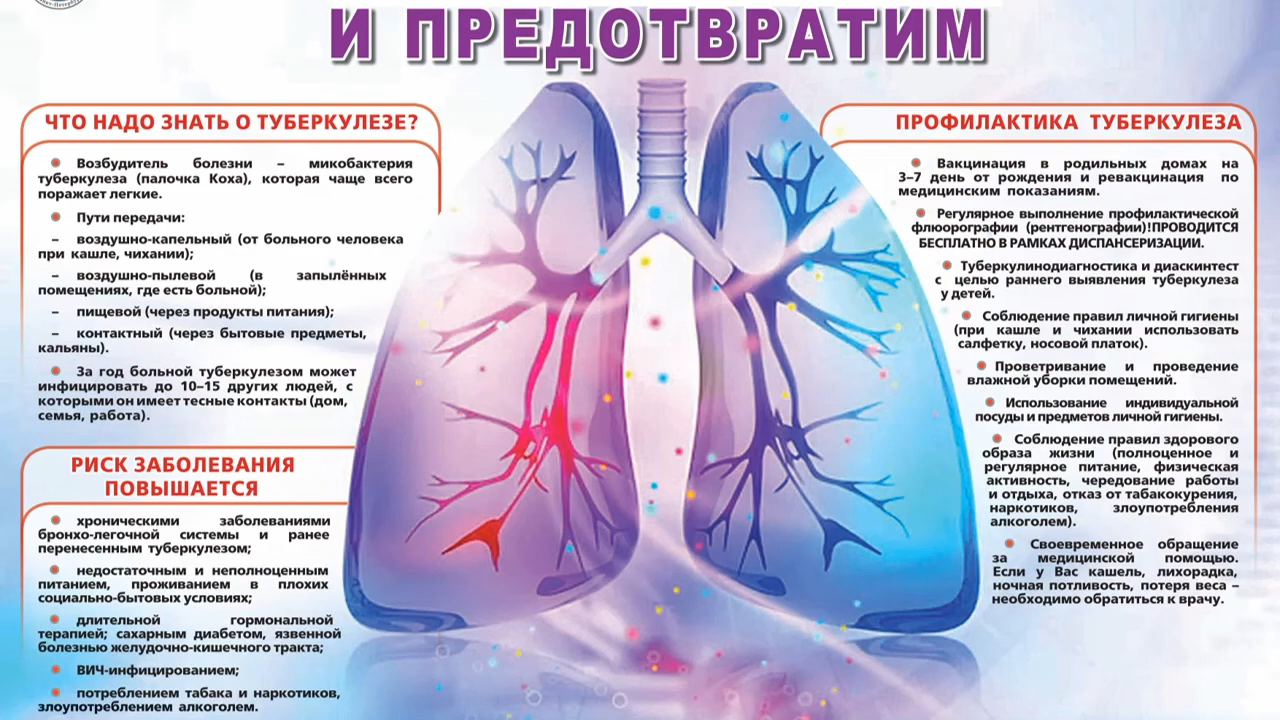 И ПРЕДОТВРАТИМ
ЧТО НАДО ЗНАТЬ О ТУБЕРКУЛЕЗЕ?
Возбудитель болезни – микобактерия
туберкулеза (палочка Коха), которая чаще всего
поражает легкие.
Пути передачи:
– воздушно-капельный (от больного человека
при кашле, чихании);
– воздушно-пылевой (в запылённых
помещениях, где есть больной);
– пищевой (через продукты питания);
– контактный (через бытовые предметы,
кальяны).
За год больной туберкулезом может
инфицировать до 10–15 других людей, с
которыми он имеет тесные контакты (дом,
семья, работа).
РИСК ЗАБОЛЕВАНИЯ
ПОВЫШАЕТСЯ
хроническими заболеваниями
бронхо-легочной системы и ранее
перенесенным туберкулезом;
недостаточным и неполноценным
питанием, проживанием в плохих
социально-бытовых условиях;
длительной гормональной
терапией; сахарным диабетом, язвенной
болезнью желудочно-кишечного тракта;
ВИЧ-инфицированием;
потреблением табака и наркотиков,
злоупотреблением алкоголем.
ПРОФИЛАКТИКА ТУБЕРКУЛЕЗА
Вакцинация в родильных домах на
3–7 день от рождения и ревакцинация по
медицинским показаниям.
Регулярное выполнение профилактической
флюорографии (рентгенографии)!ПРОВОДИТСЯ
БЕСПЛАТНО В РАМКАХ ДИСПАНСЕРИЗАЦИИ.
Туберкулинодиагностика и диаскинтест
с целью раннего выявления туберкулеза
у детей.
Соблюдение правил личной гигиены
(при кашле и чихании использовать
салфетку, носовой платок).
Проветривание и проведение
влажной уборки помещений.
Использование индивидуальной
посуды и предметов личной гигиены.
Соблюдение правил здорового
образа жизни (полноценное и
регулярное питание, физическая
активность, чередование работы
и отдыха, отказ от табакокурения,
наркотиков, злоупотребления
алкоголем).
Своевременное обращение
за медицинской помощью.
Если у Вас кашель, лихорадка,
ночная потливость, потеря веса –
необходимо обратиться к врачу.